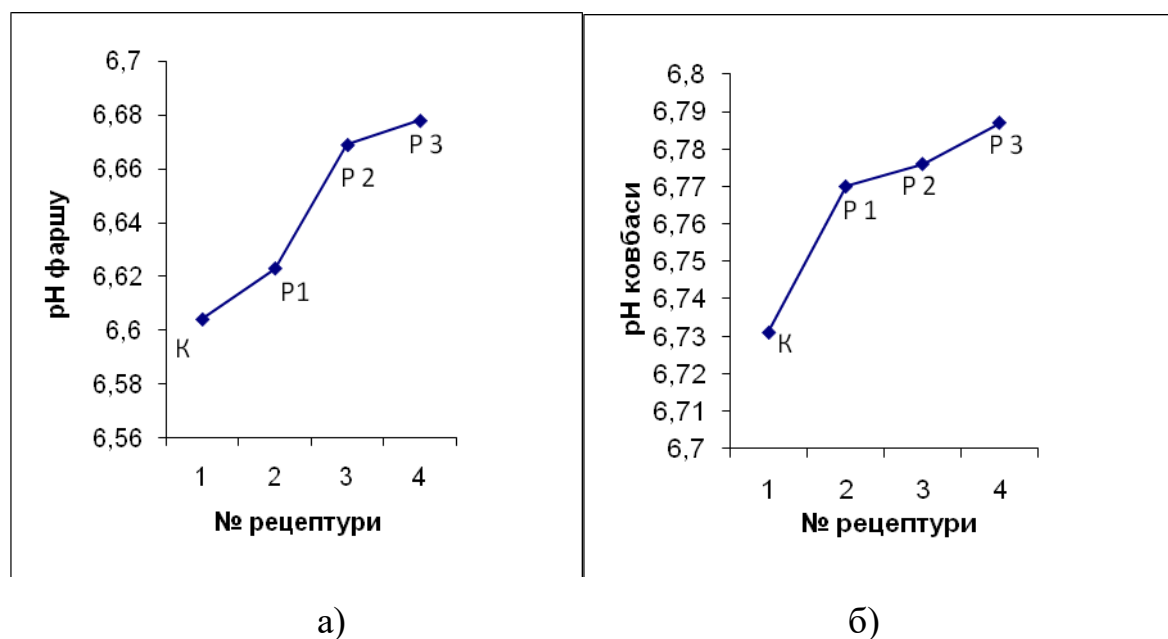 6,7
6,68
6,66
6,64
6,62
6,6
6,58
6,56
pH фаршу
К
Р1
Р 2
Р 3
1 2 3 4
№ рецептури
а)
6,8
6,79
6,78
6,77
6,76
6,75
6,74
6,73
6,72
6,71
6,7
pH ковбаси
К
Р 1
Р 2
Р 3
1 2 3 4
№ рецептури
б)